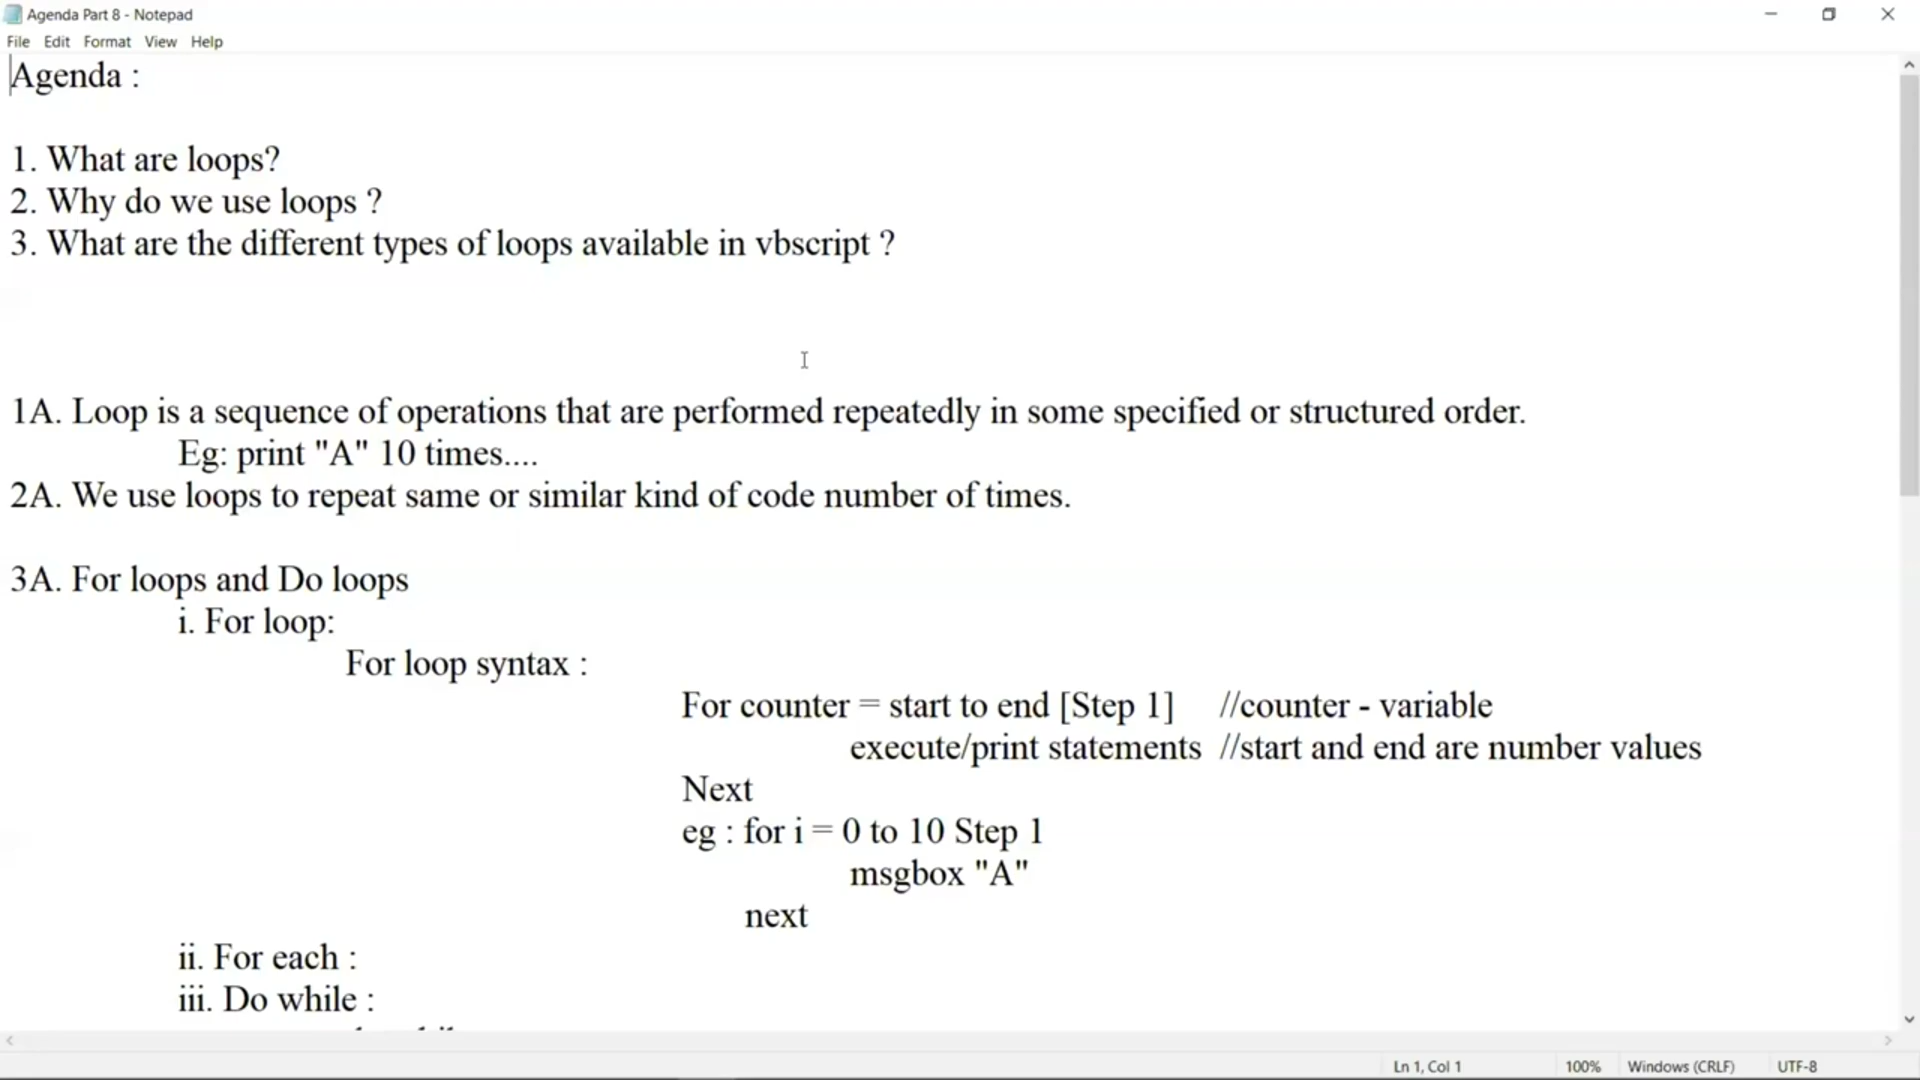 Agenda Part 8 - Notepad
File Edit Format View Help
Agenda :
1. What are loops?
2. Why do we use loops ?
3. What are the different types of loops available in vbscript ?
1A. Loop is a sequence of operations that are performed repeatedly in some specified or structured order.
Eg: print "A" 10 times....
2A. We use loops to repeat same or similar kind of code number of times.
3A. For loops and Do loops
i. For loop:
For loop syntax :
For counter = start to end [Step 1] //counter - variable
execute/print statements //start and end are number values
Next
eg : for i = 0 to 10 Step 1
msgbox "A"
next
ii. For each :
iii. Do while :
Ln 1, Col 1 100% Windows (CRLF) UTF-8